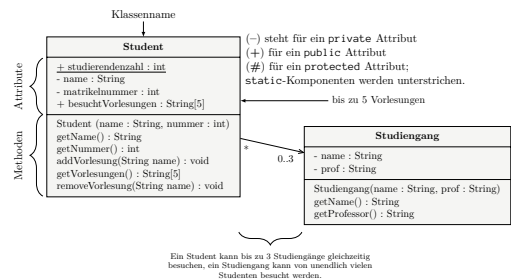 Klassenname
Student
+ studierendenzahl : int
- name : String
- matrikelnummer : int
+ besuchtVorlesungen : String[5]
Student (name : String, nummer : int)
getName() : String
getNummer() : int
addVorlesung(String name) : void
getVorlesungen() : String[5]
removeVorlesung(String name) : void
Attribute
Methoden
(–) steht für ein private Attribut
(+) für ein public Attribut
(#) für ein protected Attribut;
static-Komponenten werden unterstrichen.
bis zu 5 Vorlesungen
*
0..3
Studiengang
- name : String
- prof : String
Studiengang(name : String, prof : String)
getName() : String
getProfessor() : String
Ein Student kann bis zu 3 Studiengänge gleichzeitig
besuchen, ein Studiengang kann von unendlich vielen
Studenten besucht werden.